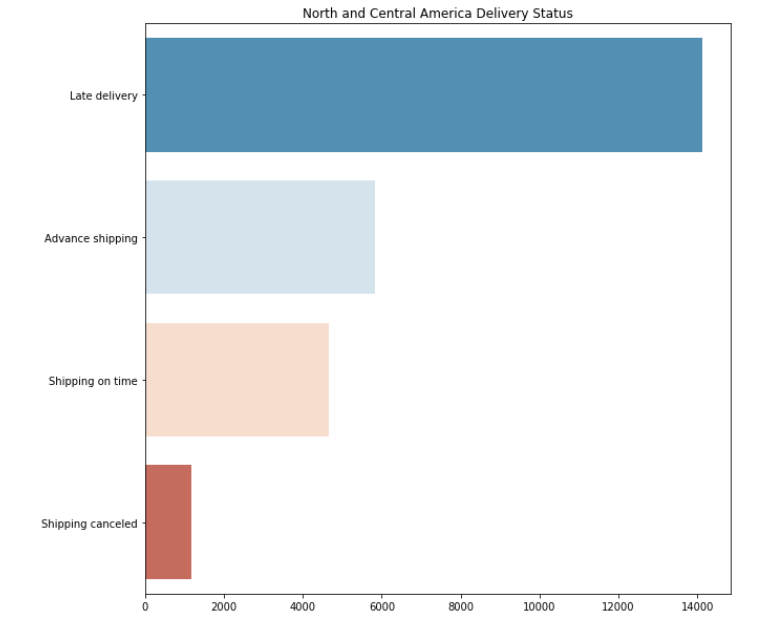 North and Central America Delivery Status
Late delivery
Advance shipping
Shipping on time
Shipping canceled
0 2000 4000 6000 8000 10000 12000 14000